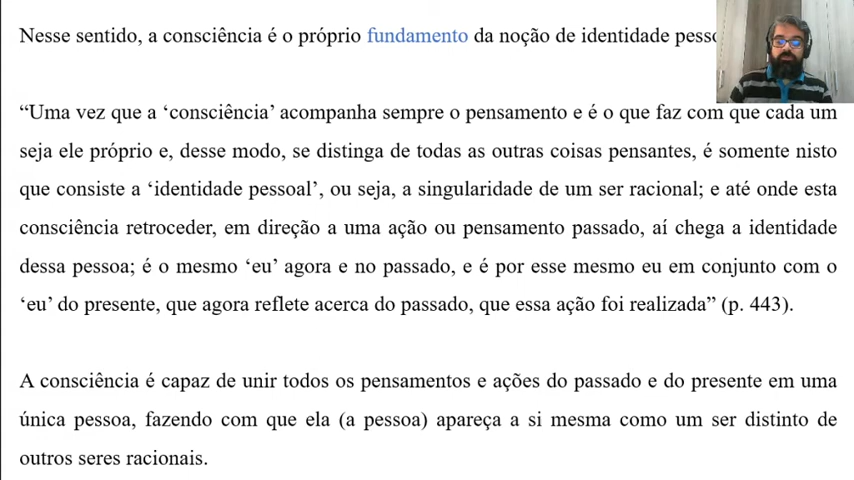 Nesse sentido, a consciência é o próprio fundamento da noção de identidade
“Uma vez que a ‘consciência’ acompanha sempre o pensamento e é o que faz com que cada um
seja ele próprio e, desse modo, se distinga de todas as outras coisas pensantes, é somente nisto
que consiste a ‘identidade pessoal’, ou seja, a singularidade de um ser racional; e até onde esta
consciência retroceder, em direção a uma ação ou pensamento passado, aí chega a identidade
dessa pessoa; é o mesmo ‘eu’ agora e no passado, e é por esse mesmo eu em conjunto com o
‘eu’ do presente, que agora reflete acerca do passado, que essa ação foi realizada” (p. 443).
A consciência é capaz de unir todos os pensamentos e ações do passado e do presente em uma
única pessoa, fazendo com que ela (a pessoa) apareça a si mesma como um ser distinto de
outros seres racionais.